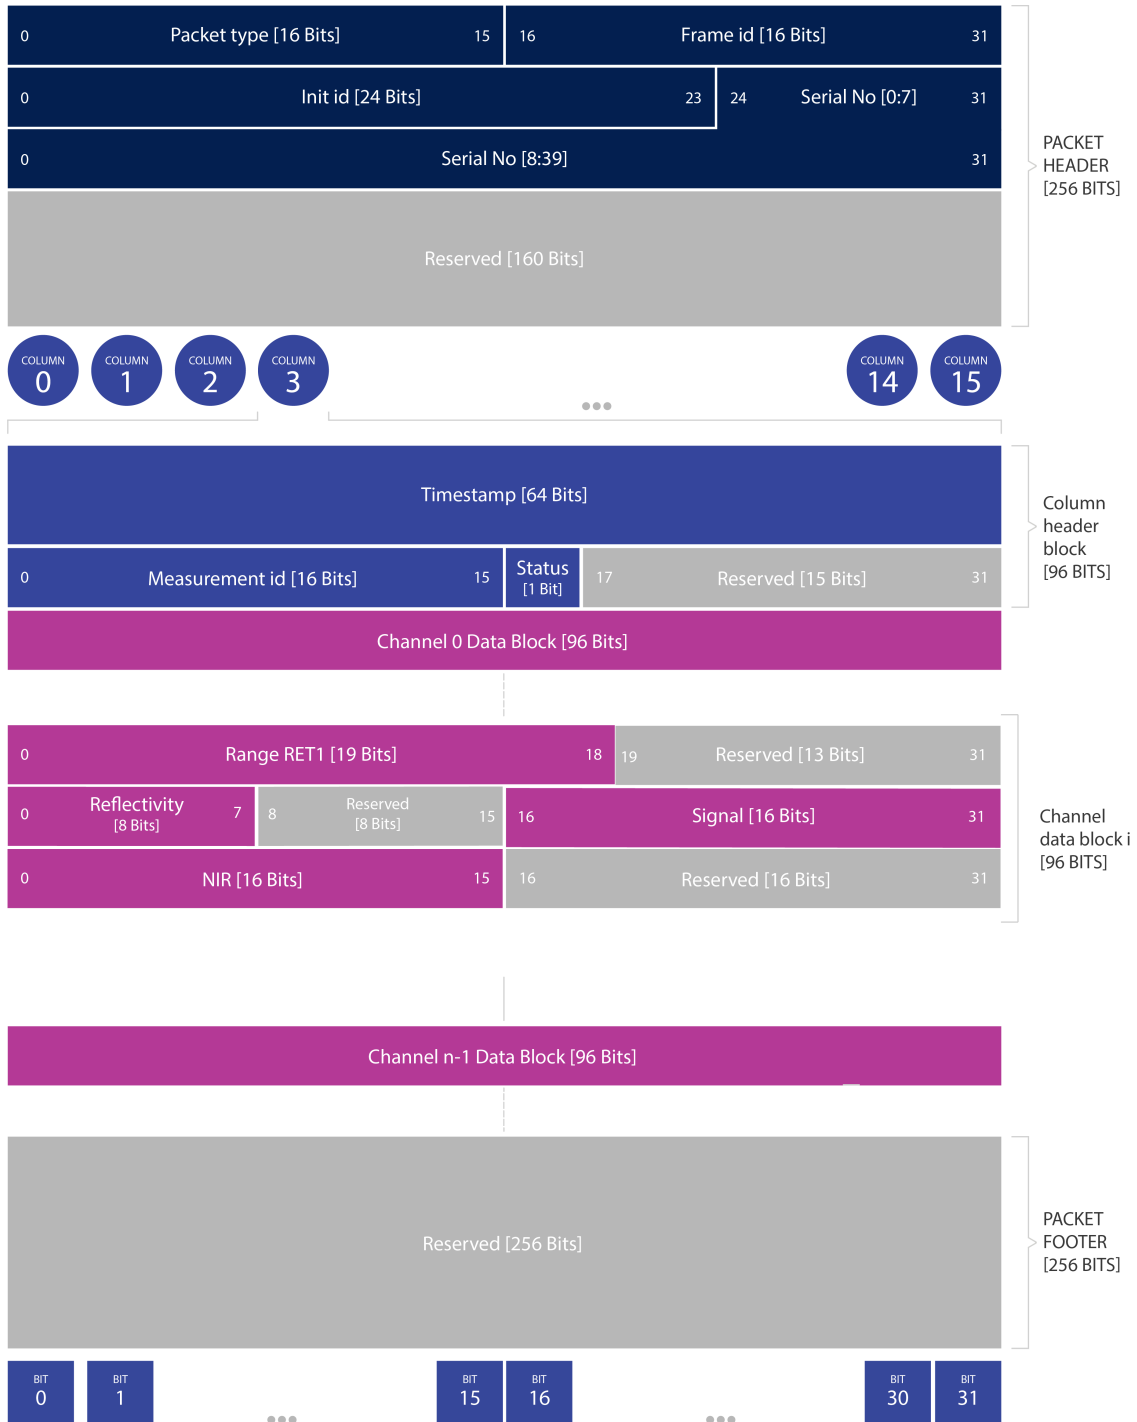 0 Packet type [16 Bits] 15 16 Frame id [16 Bits] 31
0 Init id [24 Bits] 23 24 Serial No [0:7] 31
0 Serial No [8:39] 31
PACKET
HEADER
[256 BITS]
Reserved [160 Bits]
COLUMN COLUMN COLUMN COLUMN COLUMN COLUMN
0 1 2 3 ... 14 15
Timestamp [64 Bits]
Column
header
block
[96 BITS]
0 Measurement id [16 Bits] 15 Status [1 Bit] 17 Reserved [15 Bits] 31
Channel 0 Data Block [96 Bits]
0 Range RET1 [19 Bits] 18 19 Reserved [13 Bits] 31
0 Reflectivity [8 Bits] 7 8 Reserved [8 Bits] 15 16 Signal [16 Bits] 31
Channel
data block i
[96 BITS]
0 NIR [16 Bits] 15 16 Reserved [16 Bits] 31
Channel n-1 Data Block [96 Bits]
Reserved [256 Bits]
PACKET
FOOTER
[256 BITS]
BIT BIT BIT BIT BIT BIT
0 1 ... 15 16 ... 30 31